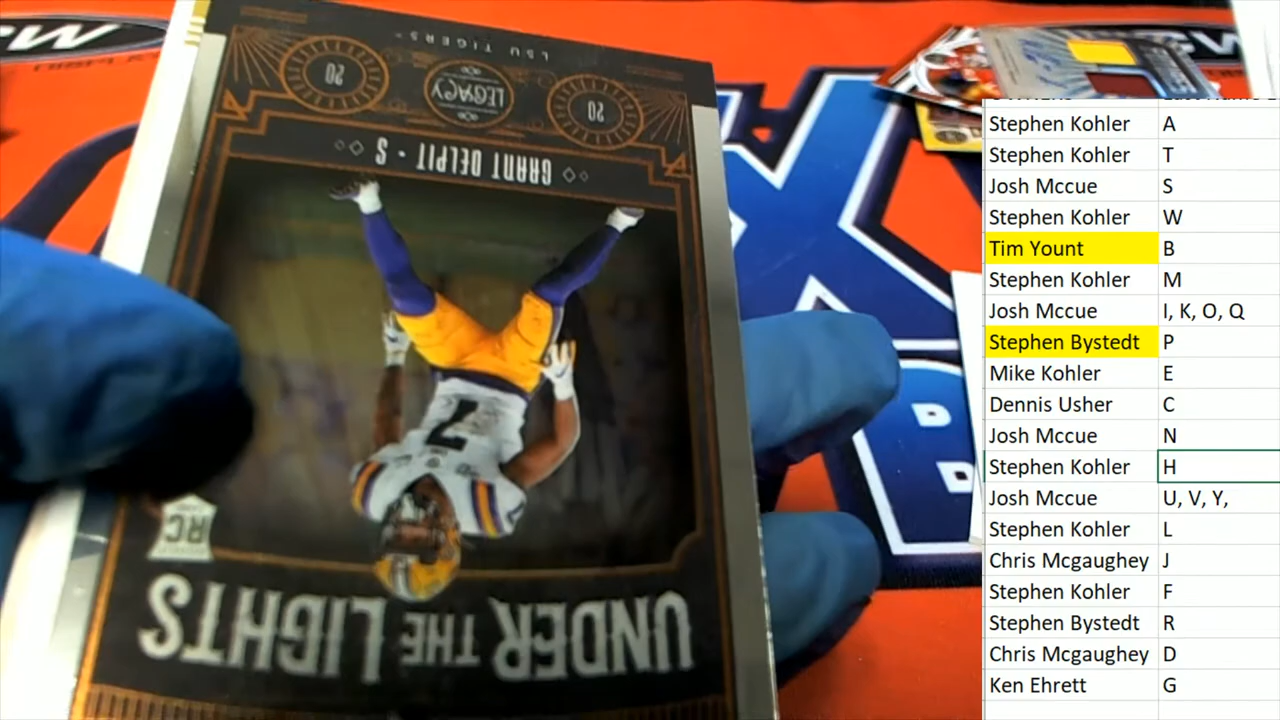 LSU TIGERS
20
LEGACY
20
GRANT DELPIT - S
RC
UNDER THE LIGHTS
Stephen Kohler A
Stephen Kohler T
Josh Mccue S
Stephen Kohler W
Tim Yount B
Stephen Kohler M
Josh Mccue I, K, O, Q
Stephen Bystedt P
Mike Kohler E
Dennis Usher C
Josh Mccue N
Stephen Kohler H
Josh Mccue U, V, Y,
Stephen Kohler L
Chris Mcgaughey J
Stephen Kohler F
Stephen Bystedt R
Chris Mcgaughey D
Ken Ehrett G